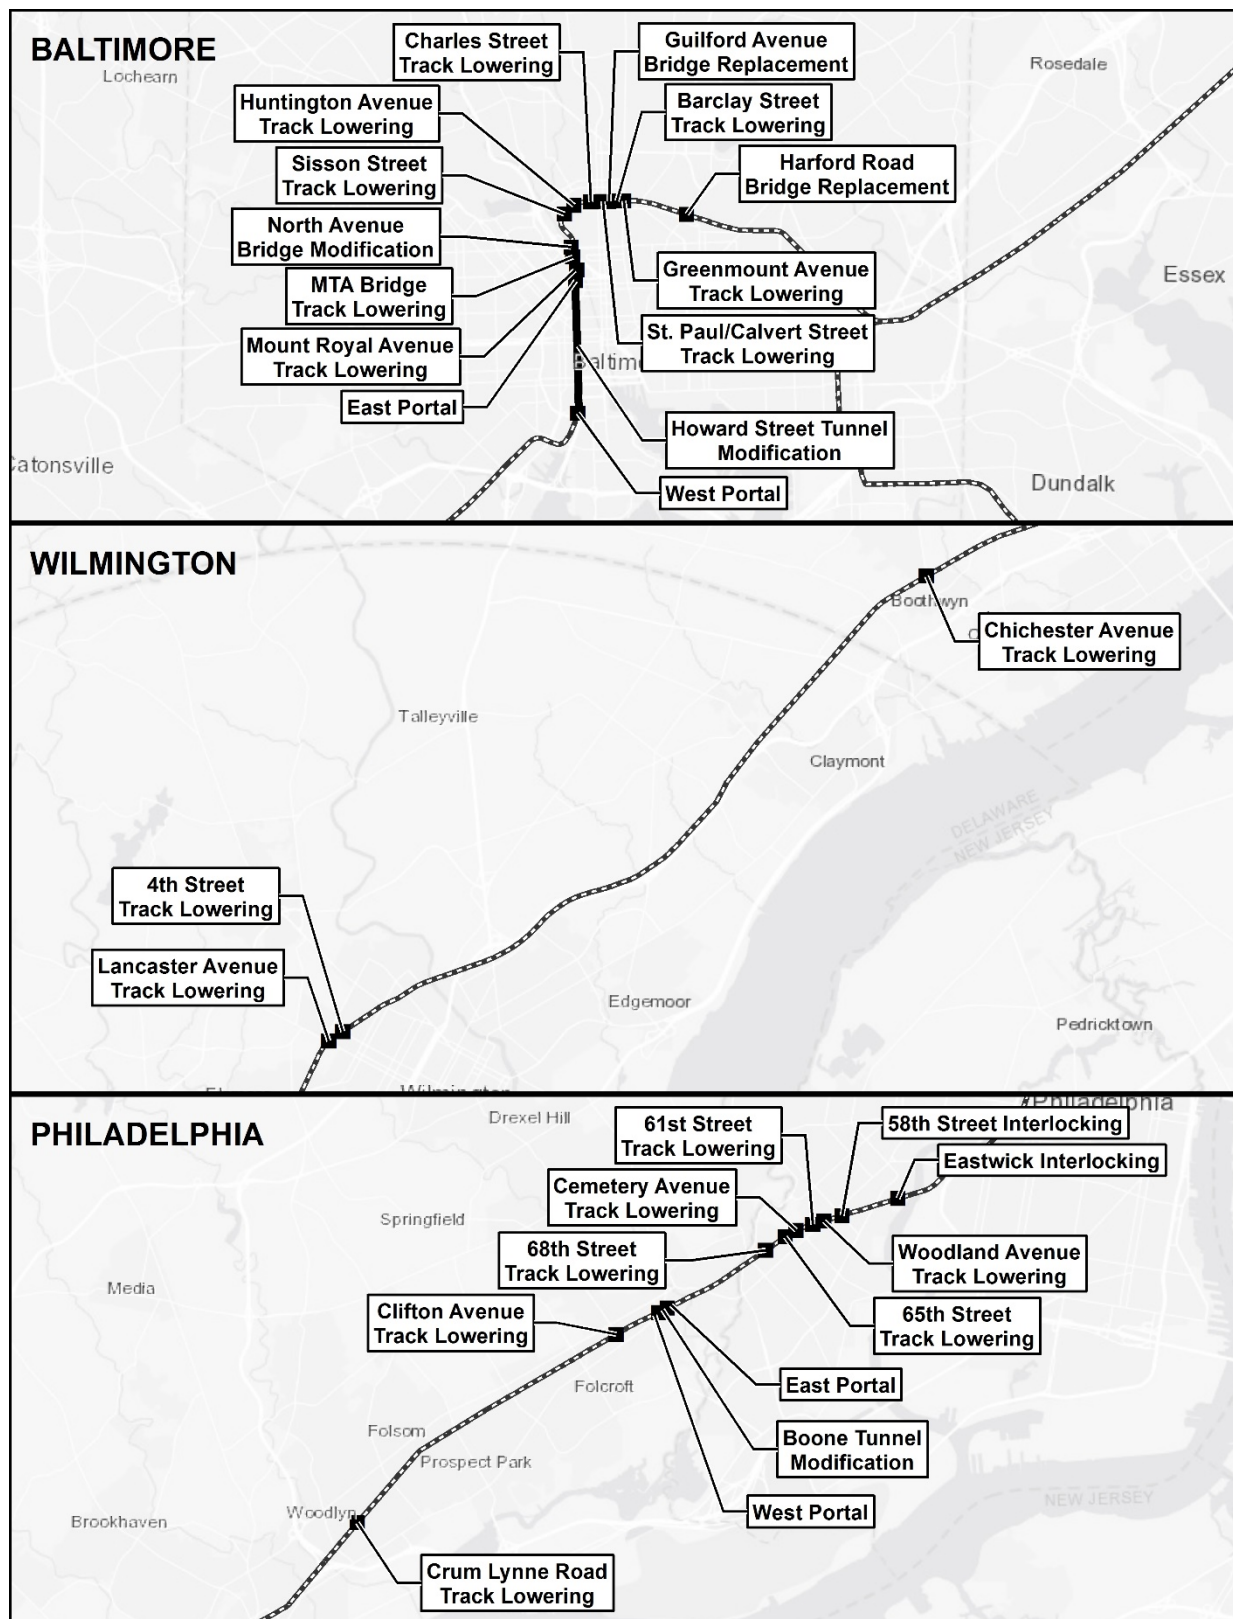 BALTIMORE
Lochearn
Charles Street
Track Lowering
Guilford Avenue
Bridge Replacement
Rosedale
Huntington Avenue
Track Lowering
Barclay Street
Track Lowering
Sisson Street
Track Lowering
Harford Road
Bridge Replacement
North Avenue
Bridge Modification
MTA Bridge
Track Lowering
Greenmount Avenue
Track Lowering
Essex
Mount Royal Avenue
Track Lowering
St. Paul/Calvert Street
Track Lowering
East Portal
Howard Street Tunnel
Modification
Catonsville
West Portal
Dundalk
WILMINGTON
Boothwyn
Chichester Avenue
Track Lowering
Talleyville
Claymont
DELAWARE
NEW JERSEY
4th Street
Track Lowering
Lancaster Avenue
Track Lowering
Edgemoor
Pedricktown
Wilmington
PHILADELPHIA
Philadelphia
Drexel Hill
61st Street
Track Lowering
58th Street Interlocking
Eastwick Interlocking
Cemetery Avenue
Track Lowering
Springfield
68th Street
Track Lowering
Woodland Avenue
Track Lowering
Media
Clifton Avenue
Track Lowering
65th Street
Track Lowering
Folcroft
East Portal
Folsom
Prospect Park
Boone Tunnel
Modification
NEW JERSEY
West Portal
Woodlyn
Brookhaven
Crum Lynne Road
Track Lowering